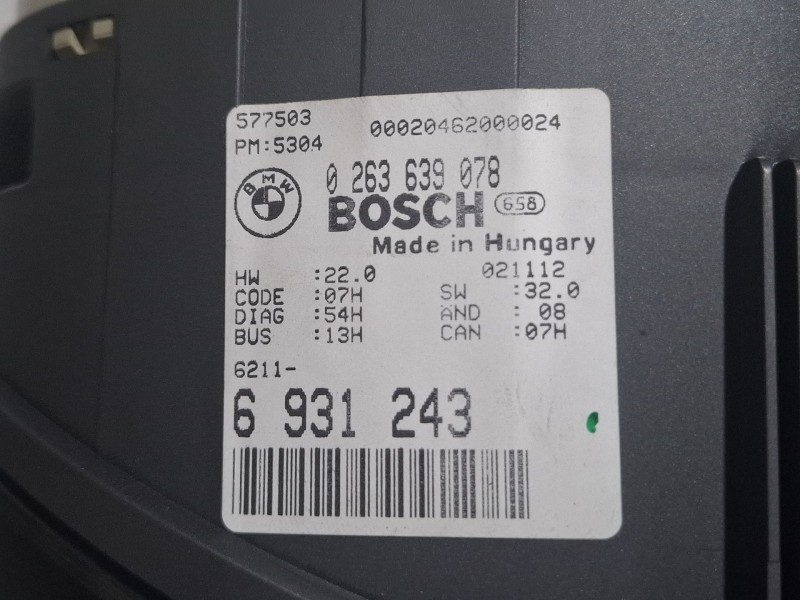 577503
00020462000024
PM:5304
0 263 639 078
BMW
BOSCH 658
Made in Hungary
HW :22.0 021112
CODE :07H SW :32.0
DIAG :54H AND : 08
BUS :13H CAN :07H
6211-
6 931 243